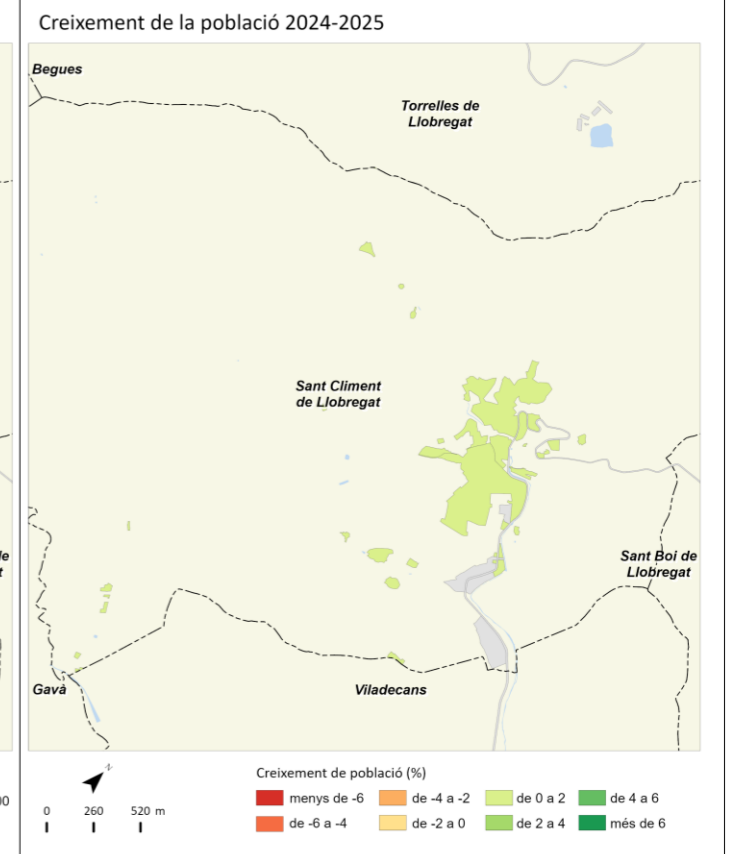 Creixement de la població 2024-2025
Begues
Torrelles de
Llobregat
Sant Climent
de Llobregat
Sant Boi de
Llobregat
Gavà
Viladecans
N
0 260 520 m
Creixement de població (%)
menys de -6
de -4 a -2
de 0 a 2
de 4 a 6
de -6 a -4
de -2 a 0
de 2 a 4
més de 6